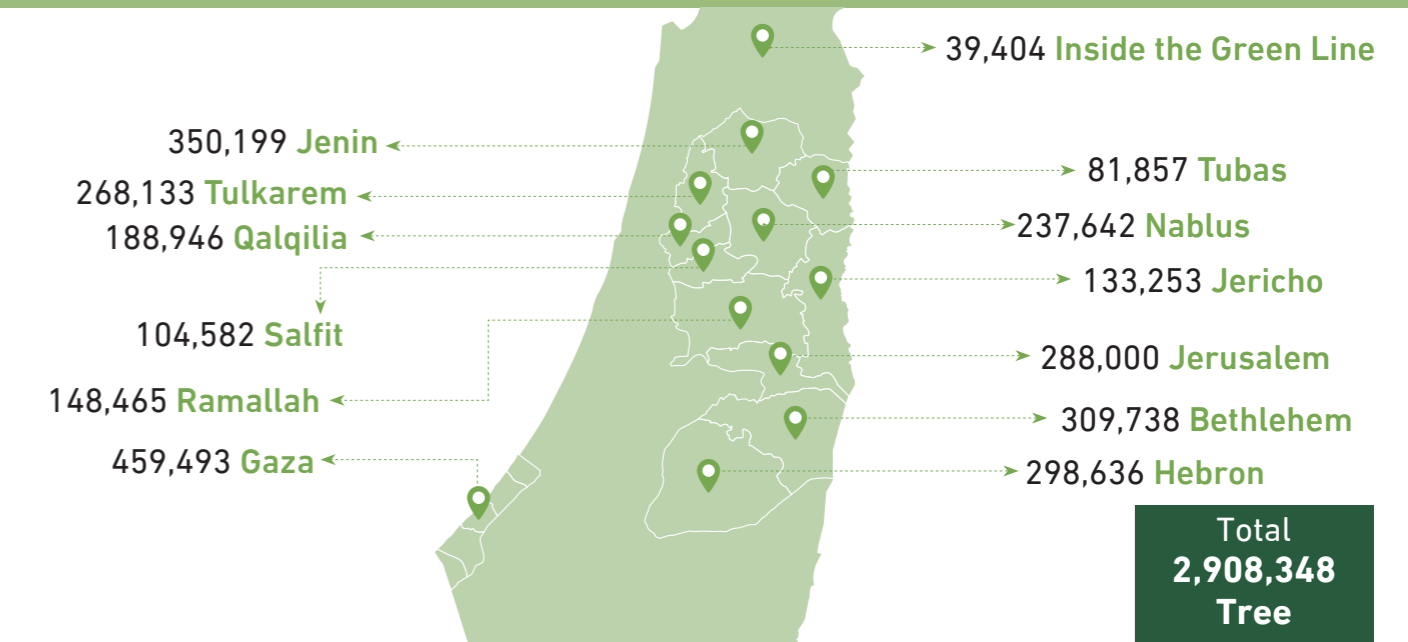 39,404 Inside the Green Line
350,199 Jenin
81,857 Tubas
268,133 Tulkarem
237,642 Nablus
188,946 Qalqilia
133,253 Jericho
104,582 Salfit
288,000 Jerusalem
148,465 Ramallah
309,738 Bethlehem
459,493 Gaza
298,636 Hebron
Total
2,908,348
Tree